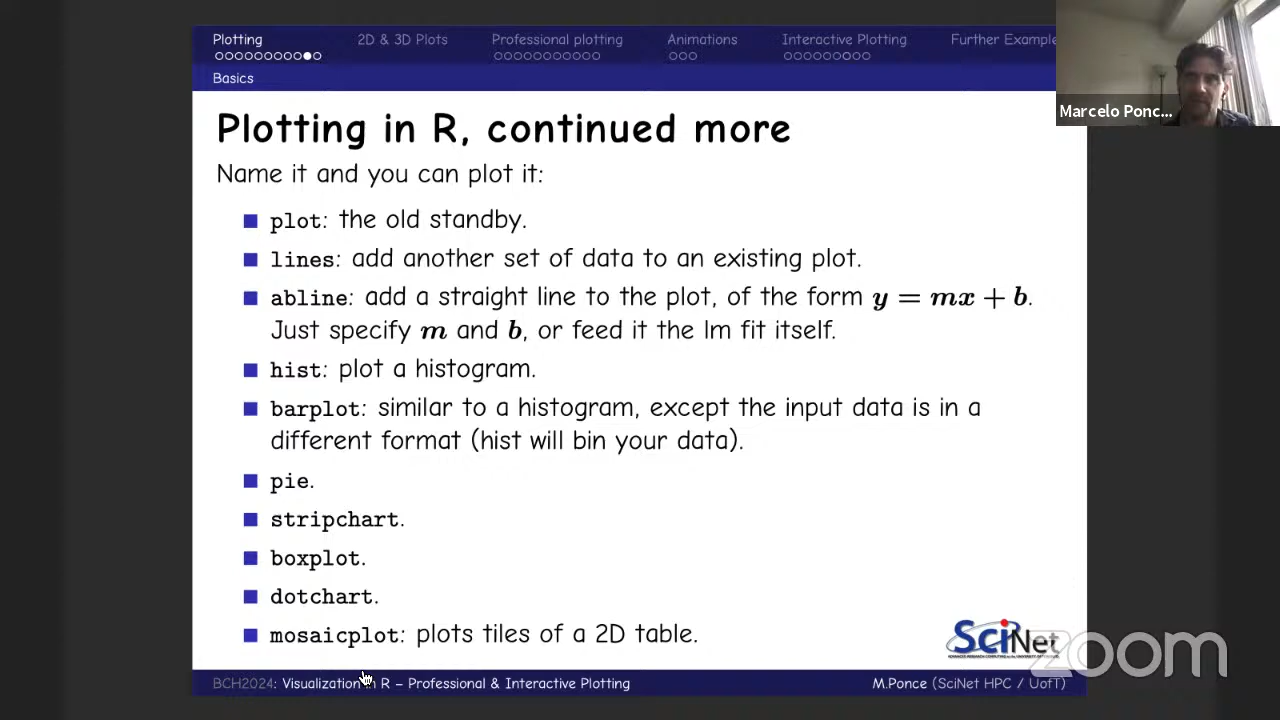 Plotting
2D & 3D Plots
Professional plotting
Animations
Interactive Plotting
Further Example
Basics
Marcelo Ponc...
Plotting in R, continued more
Name it and you can plot it:
plot: the old standby.
lines: add another set of data to an existing plot.
abline: add a straight line to the plot, of the form y = mx + b.
Just specify m and b, or feed it the lm fit itself.
hist: plot a histogram.
barplot: similar to a histogram, except the input data is in a
different format (hist will bin your data).
pie.
stripchart.
boxplot.
dotchart.
mosaicplot: plots tiles of a 2D table.
SciNet
zoom
BCH2024: Visualization in R – Professional & Interactive Plotting
M.Ponce (SciNet HPC / UofT)